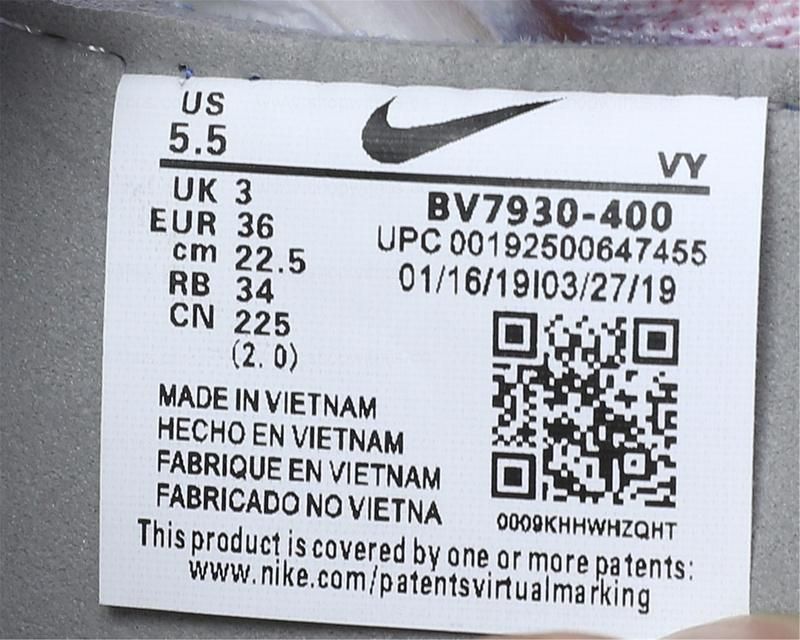 US
5.5
VY
UK 3
EUR 36
cm 22.5
RB 34
CN 225
(2.0)
BV7930-400
UPC 00192500647455
01/16/19I03/27/19
0009KHHWHZQHT
MADE IN VIETNAM
HECHO EN VIETNAM
FABRIQUE EN VIETNAM
FABRICADO NO VIETNA
This product is covered by one or more patents:
www.nike.com/patentsvirtualmarking